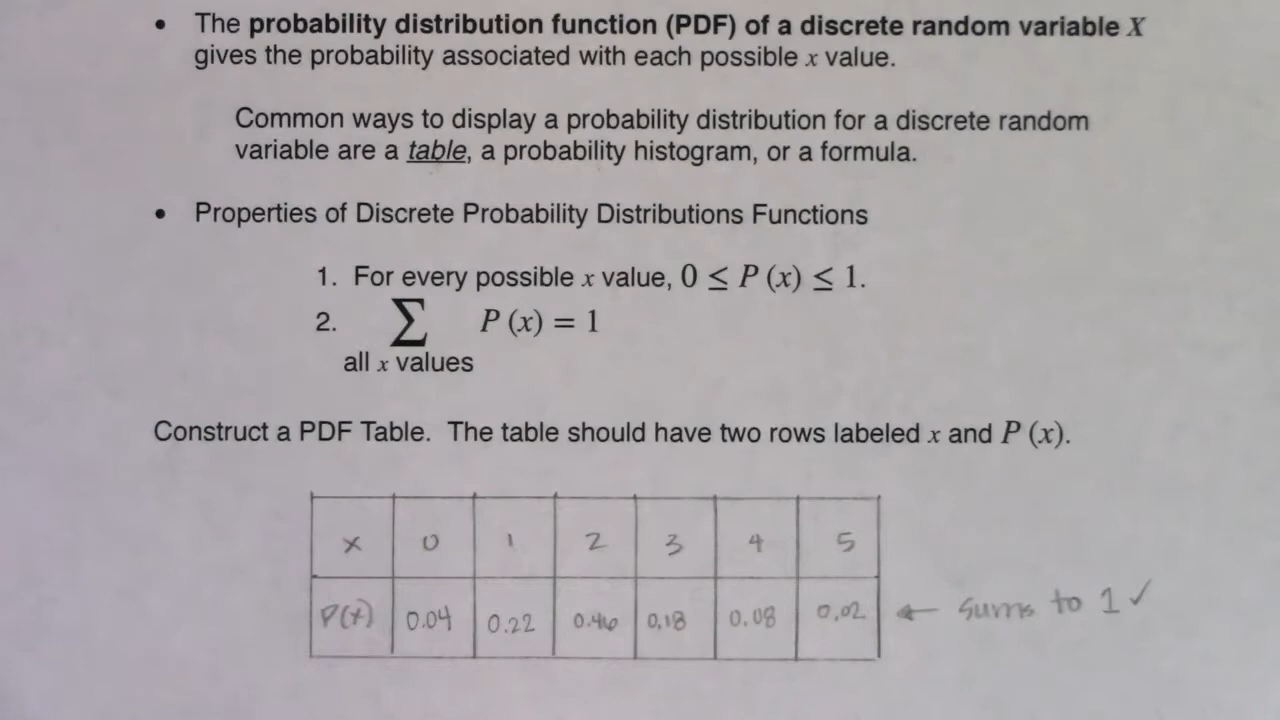 • The probability distribution function (PDF) of a discrete random variable X
gives the probability associated with each possible x value.
Common ways to display a probability distribution for a discrete random
variable are a table, a probability histogram, or a formula.
• Properties of Discrete Probability Distributions Functions
1. For every possible x value, 0 ≤ P (x) ≤ 1.
2. ∑ P (x) = 1
all x values
Construct a PDF Table. The table should have two rows labeled x and P (x).
x 0 1 2 3 4 5
P(x) 0.04 0.22 0.46 0.18 0.08 0.02 ← sums to 1 ✓